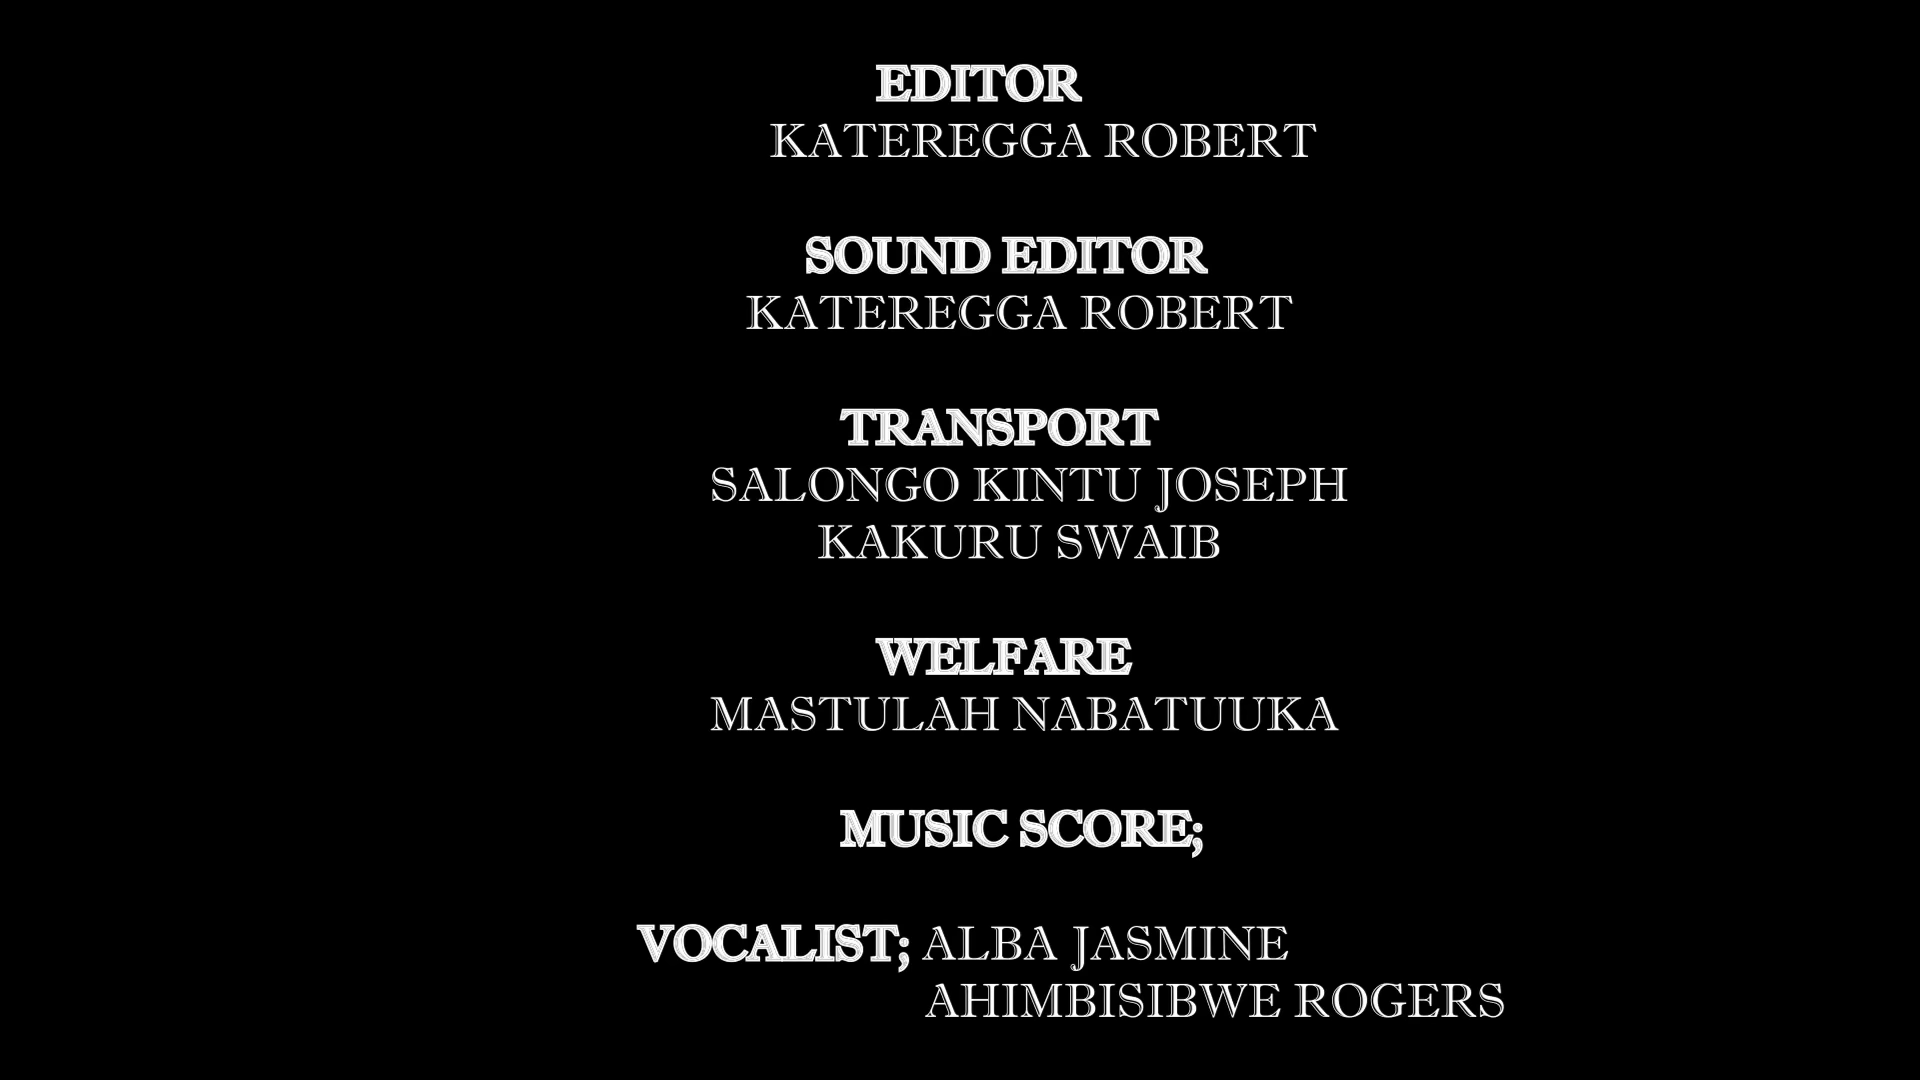 EDITOR
KATEREGGA ROBERT
SOUND EDITOR
KATEREGGA ROBERT
TRANSPORT
SALONGO KINTU JOSEPH
KAKURU SWAIB
WELFARE
MASTULAH NABATUUKA
MUSIC SCORE;
VOCALIST; ALBA JASMINE
AHIMBISIBWE ROGERS